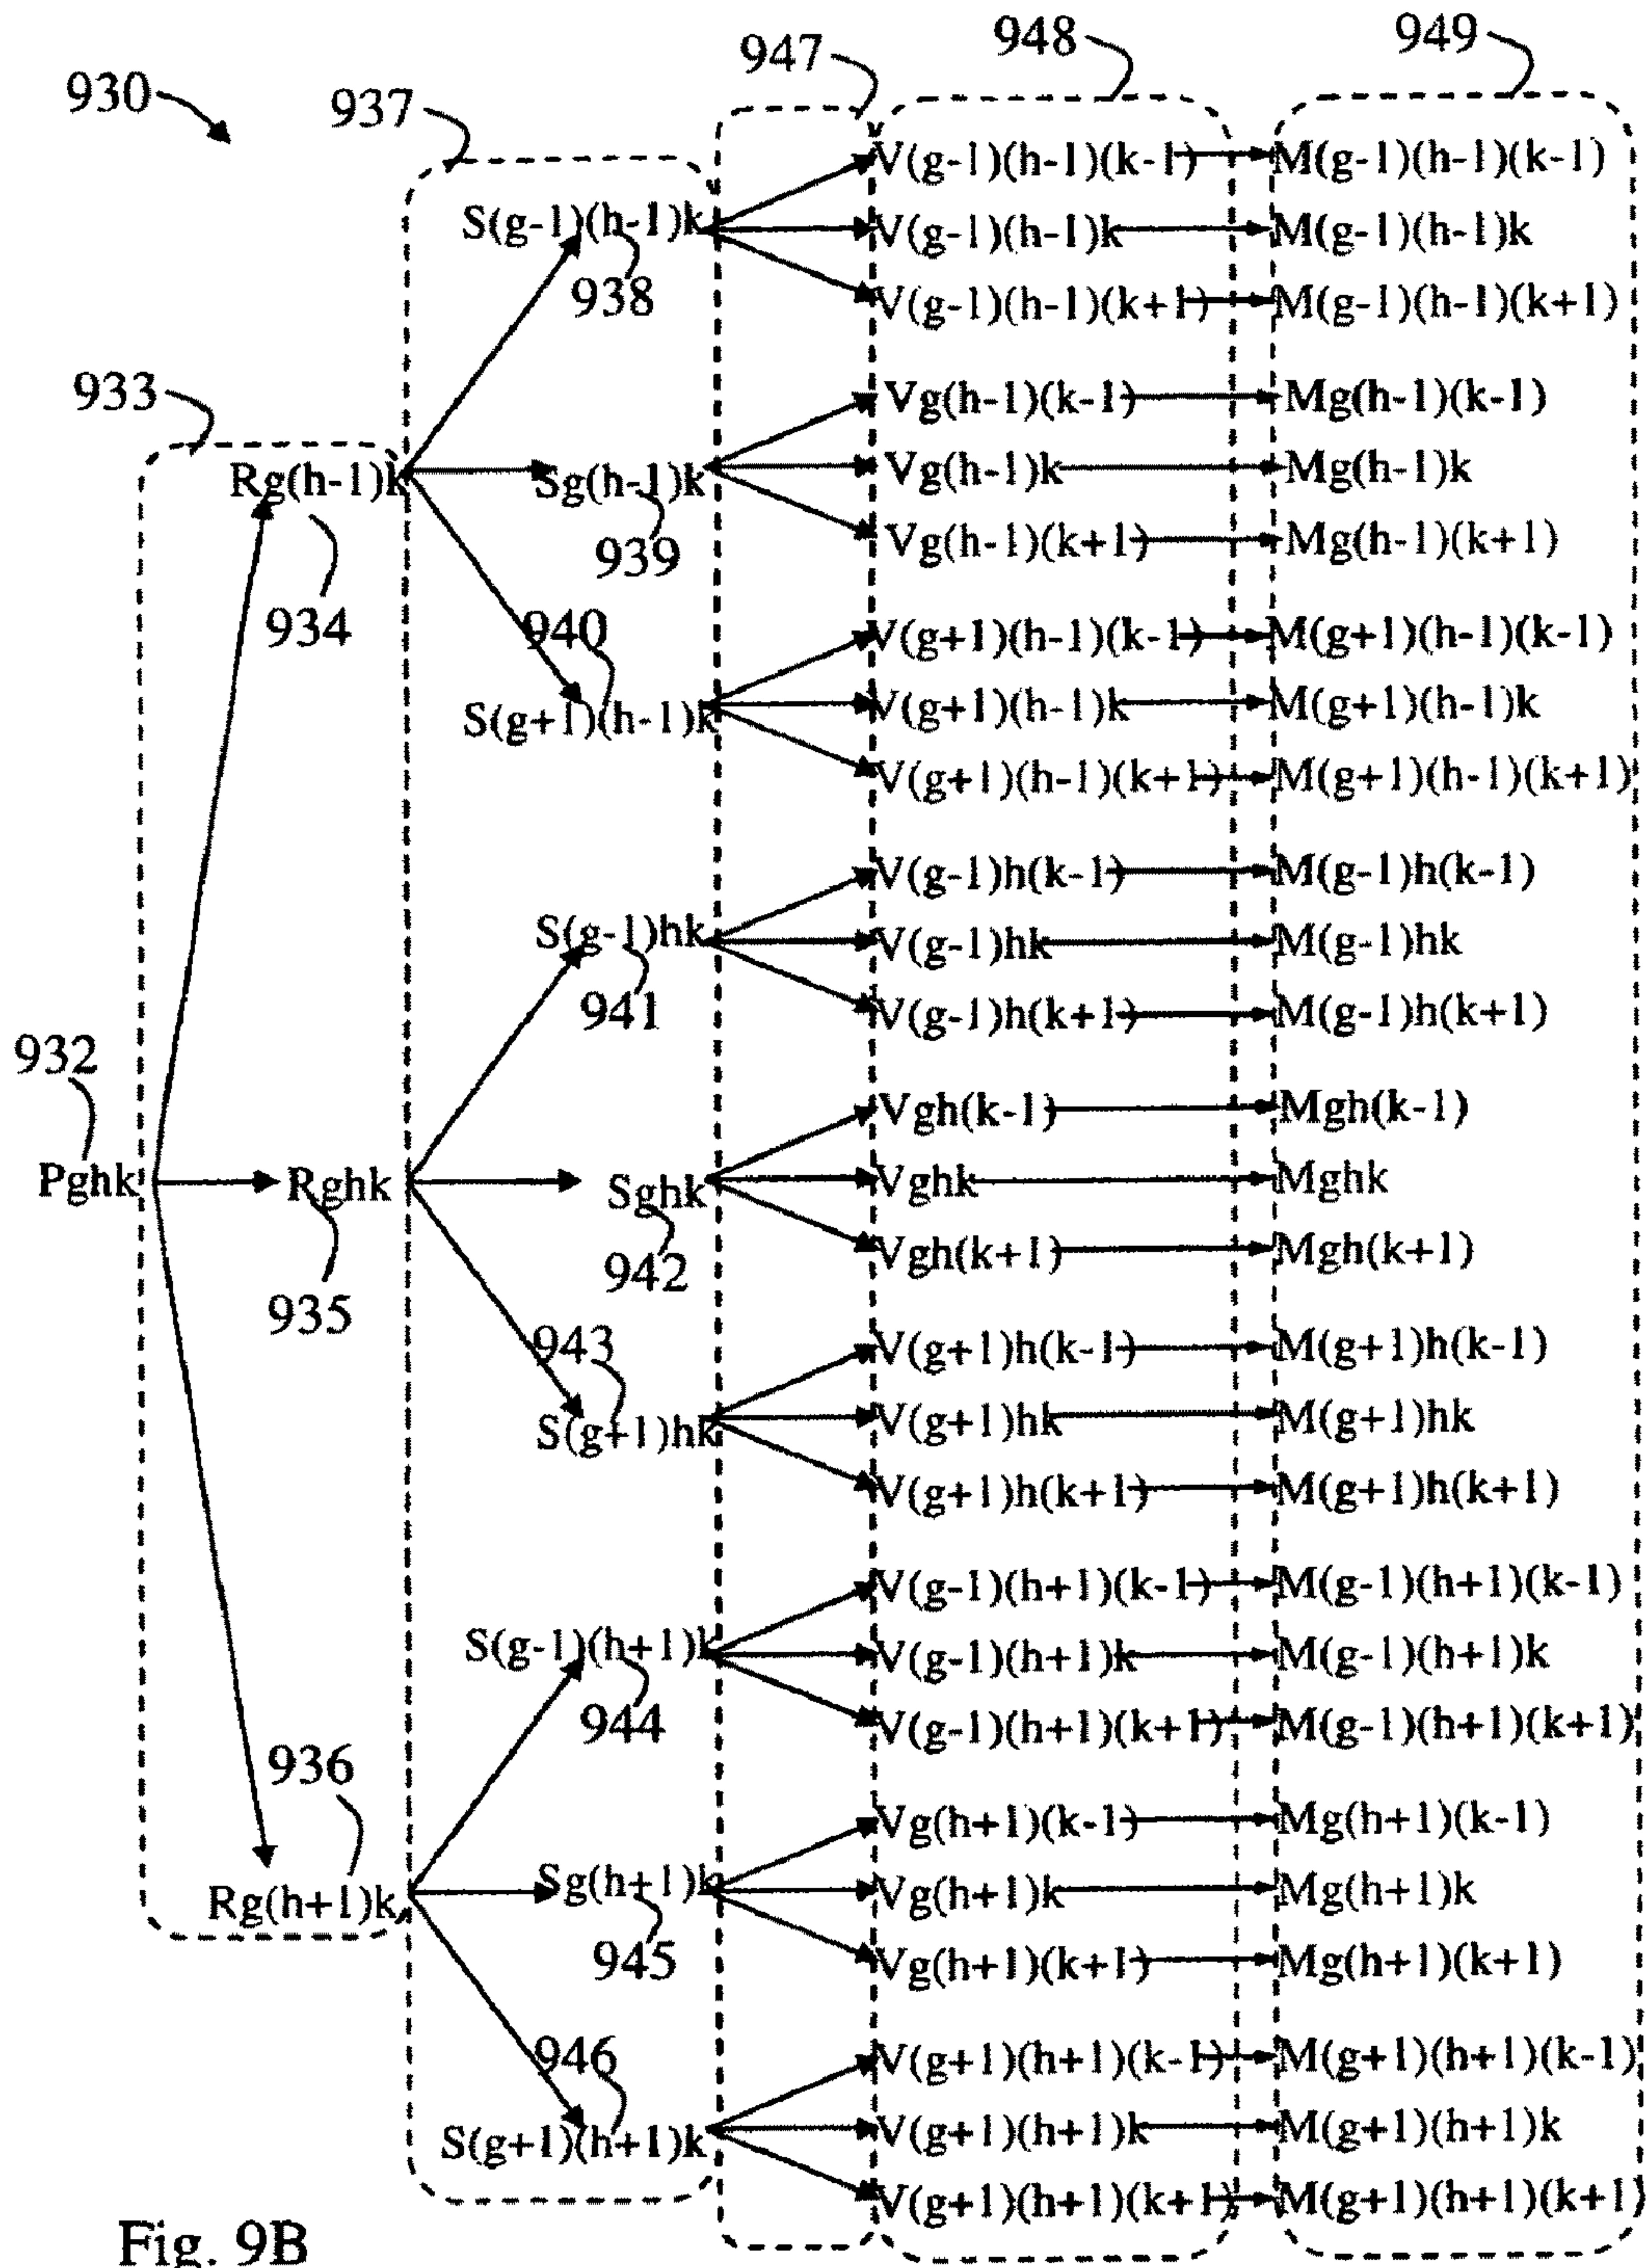 930
937
947
948
949
V(g-1)(h-1)(k-1)
M(g-1)(h-1)(k-1)
S(g-1)(h-1)k
V(g-1)(h-1)k
M(g-1)(h-1)k
938
V(g-1)(h-1)(k+1)
M(g-1)(h-1)(k+1)
933
Vg(h-1)(k-1)
Mg(h-1)(k-1)
Rg(h-1)k
Sg(h-1)k
Vg(h-1)k
Mg(h-1)k
939
Vg(h-1)(k+1)
Mg(h-1)(k+1)
934
940
V(g+1)(h-1)(k-1)
M(g+1)(h-1)(k-1)
S(g+1)(h-1)k
V(g+1)(h-1)k
M(g+1)(h-1)k
V(g+1)(h-1)(k+1)
M(g+1)(h-1)(k+1)
V(g-1)h(k-1)
M(g-1)h(k-1)
S(g-1)hk
V(g-1)hk
M(g-1)hk
941
V(g-1)h(k+1)
M(g-1)h(k+1)
932
Vgh(k-1)
Mgh(k-1)
Pghk
Rghk
Sghk
Vghk
Mghk
942
Vgh(k+1)
Mgh(k+1)
935
943
V(g+1)h(k-1)
M(g+1)h(k-1)
S(g+1)hk
V(g+1)hk
M(g+1)hk
V(g+1)h(k+1)
M(g+1)h(k+1)
V(g-1)(h+1)(k-1)
M(g-1)(h+1)(k-1)
S(g-1)(h+1)k
V(g-1)(h+1)k
M(g-1)(h+1)k
944
V(g-1)(h+1)(k+1)
M(g-1)(h+1)(k+1)
936
Vg(h+1)(k-1)
Mg(h+1)(k-1)
Rg(h+1)k
Sg(h+1)k
Vg(h+1)k
Mg(h+1)k
945
Vg(h+1)(k+1)
Mg(h+1)(k+1)
946
V(g+1)(h+1)(k-1)
M(g+1)(h+1)(k-1)
S(g+1)(h+1)k
V(g+1)(h+1)k
M(g+1)(h+1)k
V(g+1)(h+1)(k+1)
M(g+1)(h+1)(k+1)
Fig. 9B